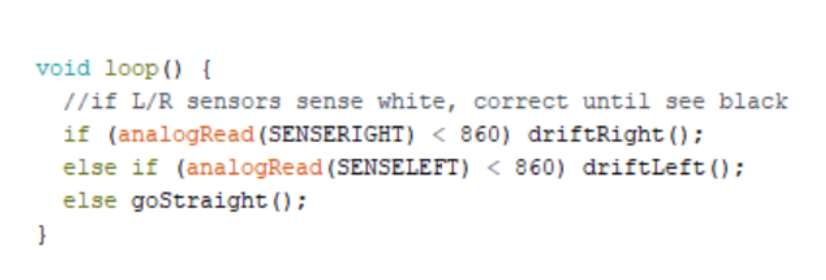 void loop() {
//if L/R sensors sense white, correct until see black
if (analogRead(SENSERIGHT) < 860) driftRight();
else if (analogRead(SENSELEFT) < 860) driftLeft();
else goStraight();
}